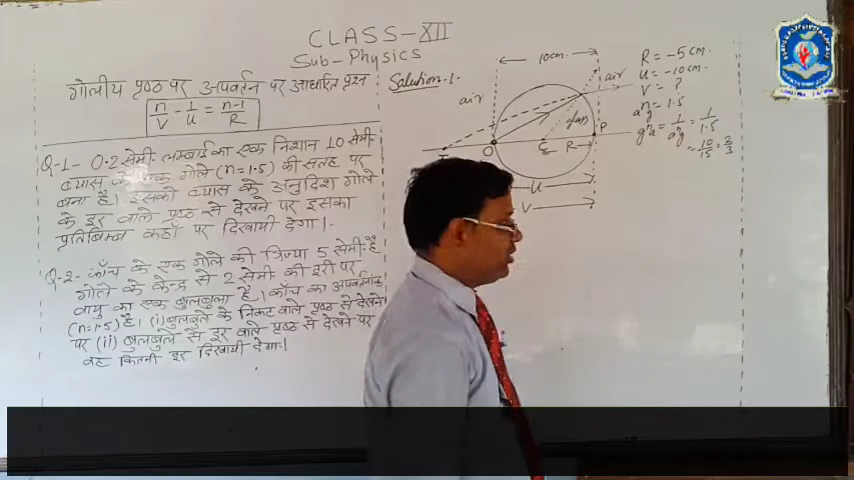 CLASS-XII
Sub-Physics
गोलीय पृष्ठ पर अपवर्तन पर आधारित प्रश्न
n/V - 1/u = n-1/R
Q-1- 0.2 सेमी. लम्बाई का एक निशान 10 सेमी.
व्यास के एक गोले (n=1.5) की सतह पर
बना है। इसको व्यास के अनुदिश गोले
के दूर वाले पृष्ठ से देखने पर इसका
प्रतिबिम्ब कहाँ पर दिखायी देगा।
Q-2- काँच के एक गोले की त्रिज्या 5 सेमी. है
गोले के केन्द्र से 2 सेमी की दूरी पर
वायु का एक बुलबुला है। काँच का अपवर्तनांक
(n=1.5) है। (i) बुलबुले के निकट वाले पृष्ठ से देखने
पर (ii) बुलबुले से दूर वाले पृष्ठ से देखने पर
वह कितनी दूर दिखायी देगा।
Solution-1.
10cm.
air
air
glass
I
O
C
R
P
u
V
R = -5 cm.
u = -10 cm.
V = ?
ang = 1.5
gna = 1/ang = 1/1.5
= 10/15 = 2/3